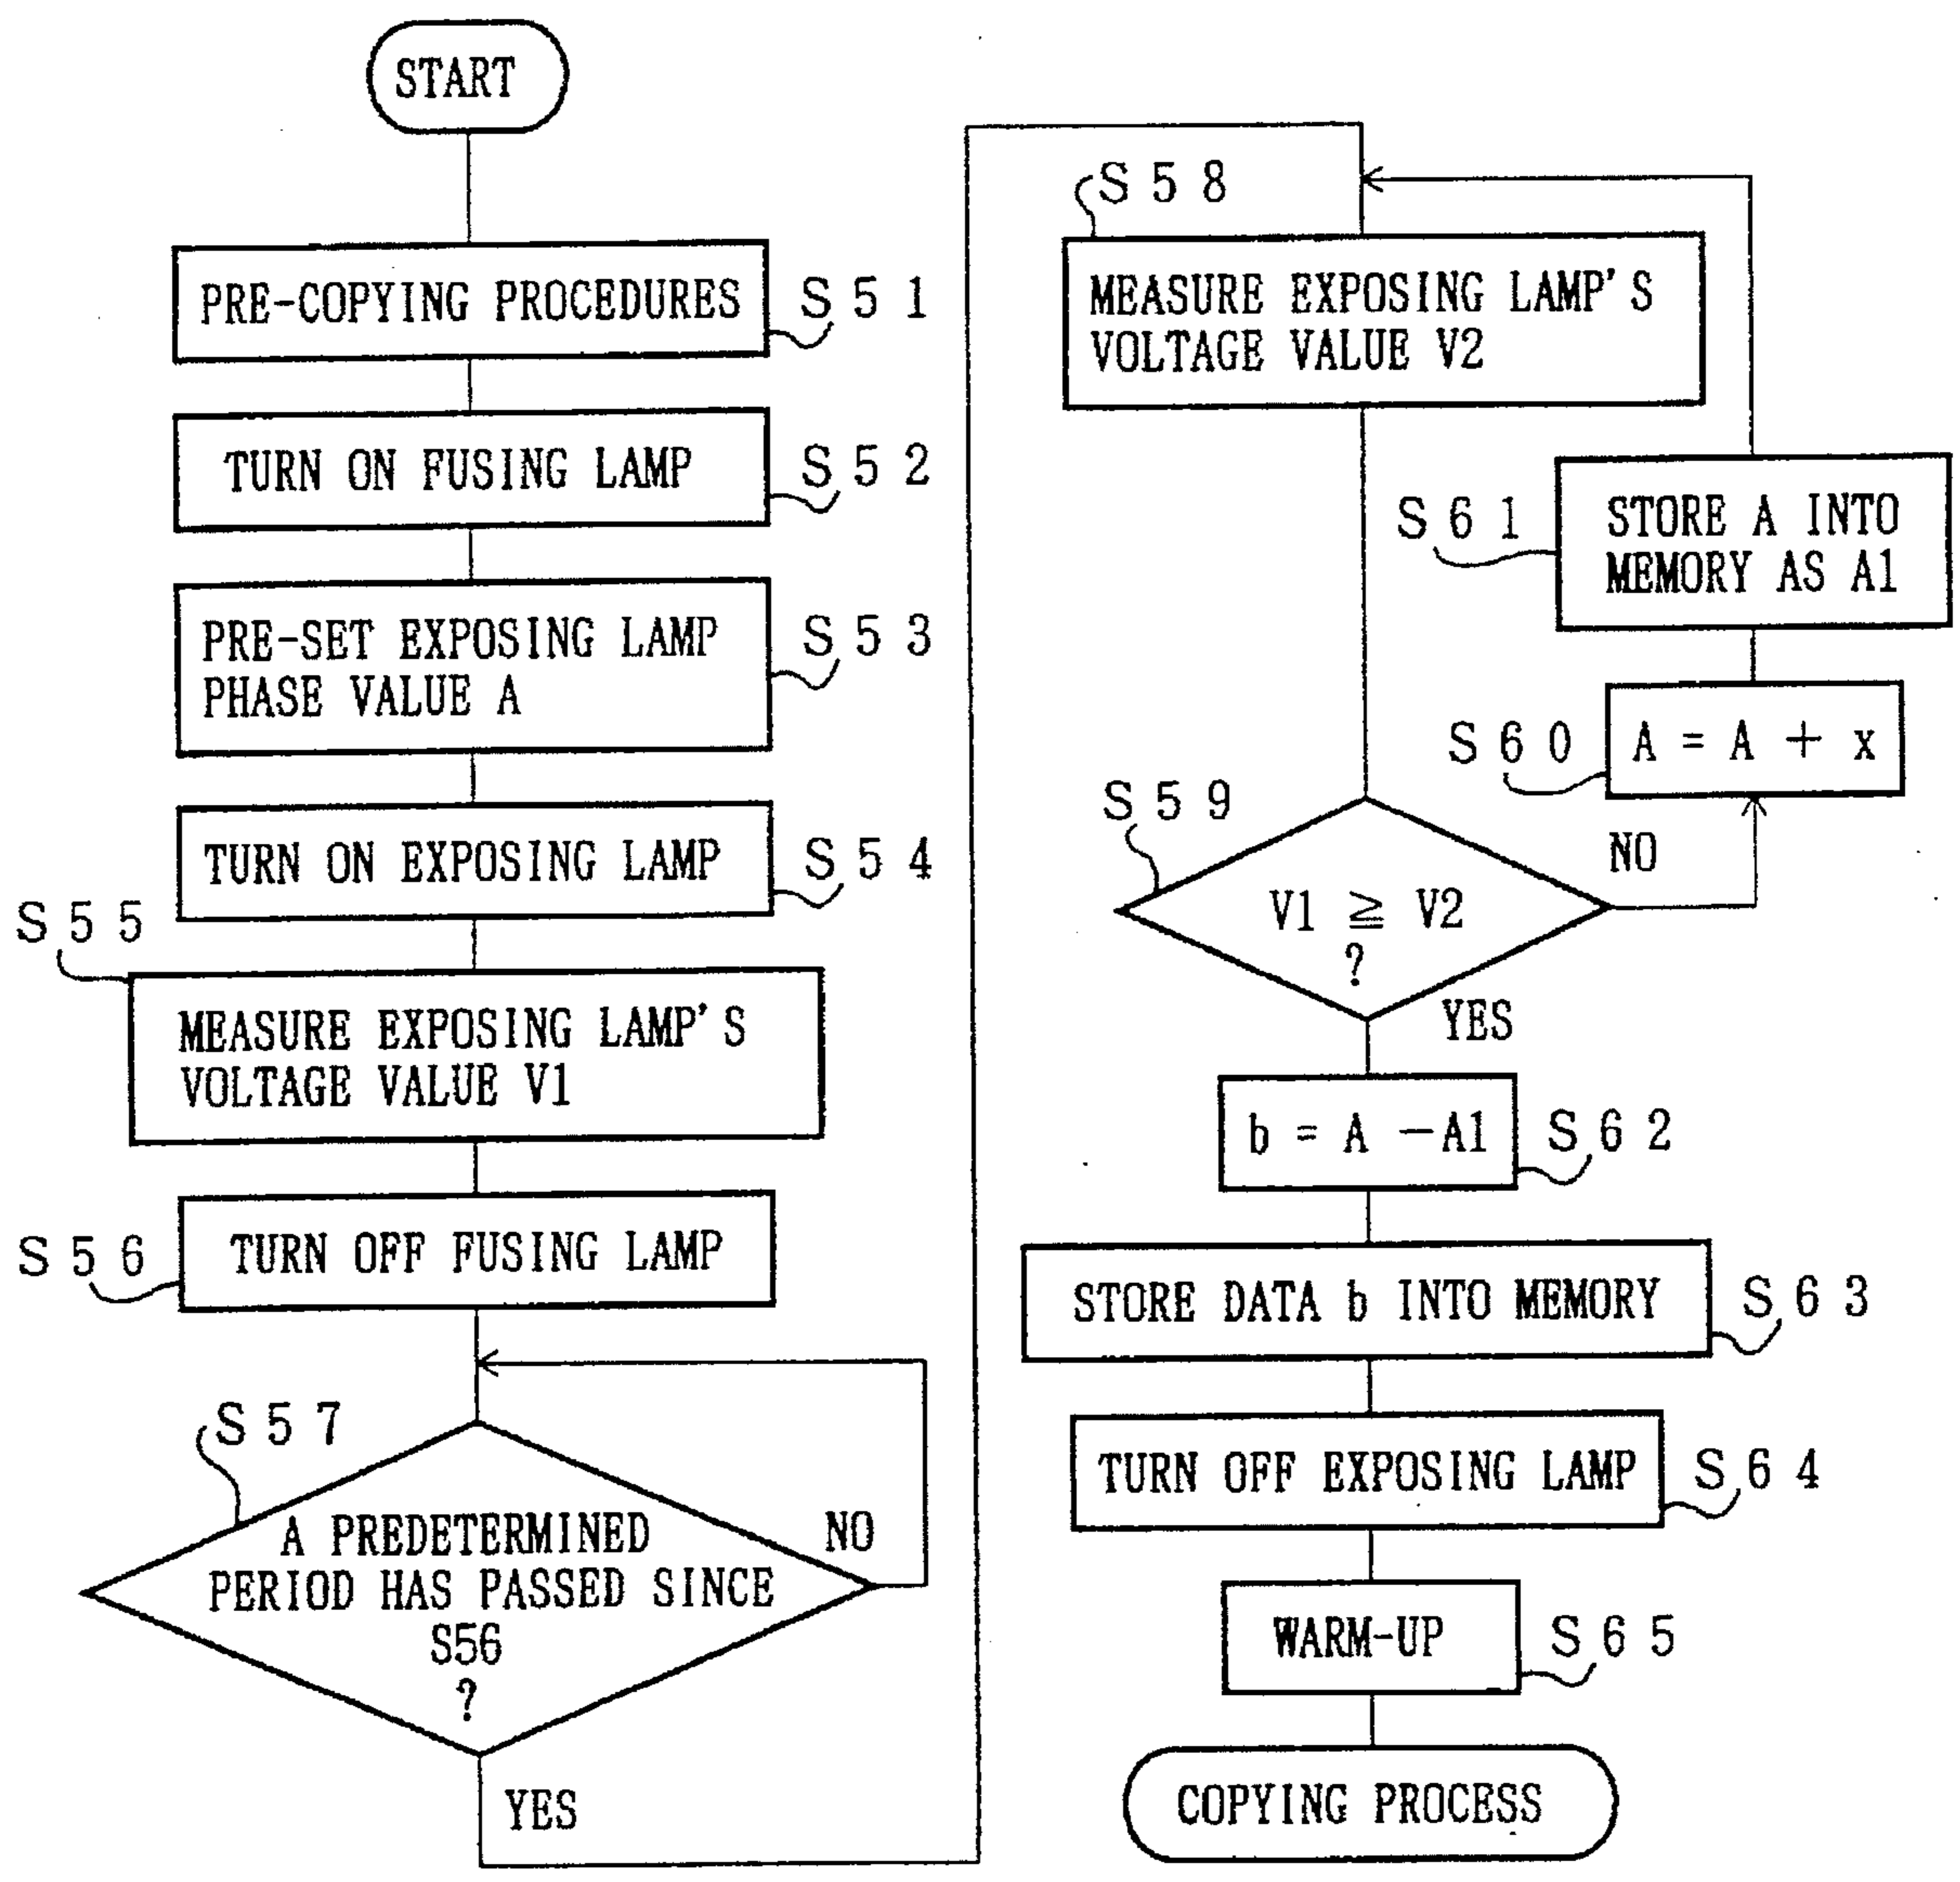 START
PRE-COPYING PROCEDURES
S51
TURN ON FUSING LAMP
S52
PRE-SET EXPOSING LAMP
PHASE VALUE A
S53
TURN ON EXPOSING LAMP
S54
S55
MEASURE EXPOSING LAMP'S
VOLTAGE VALUE V1
S56
TURN OFF FUSING LAMP
S57
A PREDETERMINED
PERIOD HAS PASSED SINCE
S56
?
NO
YES
S58
MEASURE EXPOSING LAMP'S
VOLTAGE VALUE V2
S61
STORE A INTO
MEMORY AS A1
S60
A = A + x
S59
V1 ≧ V2
?
NO
YES
b = A -A1
S62
STORE DATA b INTO MEMORY
S63
TURN OFF EXPOSING LAMP
S64
WARM-UP
S65
COPYING PROCESS